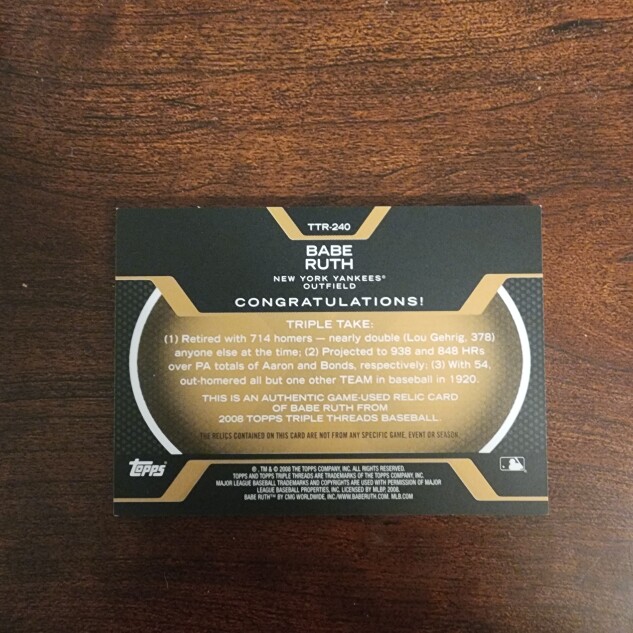 TTR-240
BABE
RUTH
NEW YORK YANKEES®
OUTFIELD
CONGRATULATIONS!
TRIPLE TAKE:
(1) Retired with 714 homers — nearly double (Lou Gehrig, 378)
anyone else at the time; (2) Projected to 938 and 848 HRs
over PA totals of Aaron and Bonds, respectively; (3) With 54,
out-homered all but one other TEAM in baseball in 1920.
THIS IS AN AUTHENTIC GAME-USED RELIC CARD
OF BABE RUTH FROM
2008 TOPPS TRIPLE THREADS BASEBALL.
THE RELICS CONTAINED ON THIS CARD ARE NOT FROM ANY SPECIFIC GAME, EVENT OR SEASON.
Topps
®, TM & © 2008 THE TOPPS COMPANY, INC. ALL RIGHTS RESERVED.
TOPPS AND TOPPS TRIPLE THREADS ARE TRADEMARKS OF THE TOPPS COMPANY, INC.
MAJOR LEAGUE BASEBALL TRADEMARKS AND COPYRIGHTS ARE USED WITH PERMISSION OF MAJOR
LEAGUE BASEBALL PROPERTIES, INC. LICENSED BY MLBP, 2008.
BABE RUTH™ BY CMG WORLDWIDE, INC./WWW.BABERUTH.COM. MLB.COM